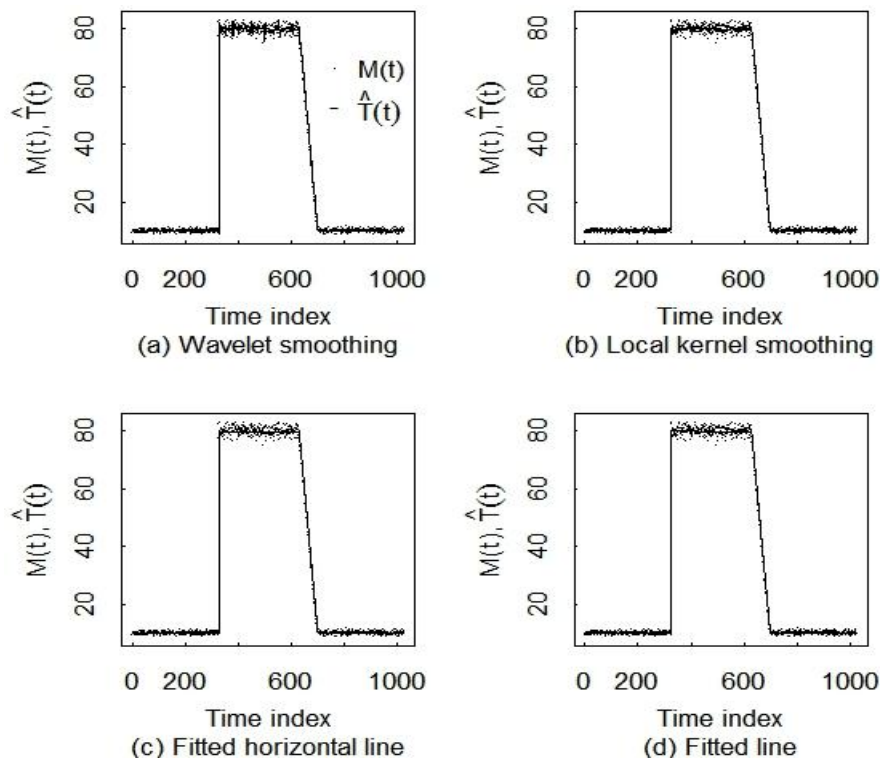 M(t), T̂(t)
80
60
40
20
M(t)
T̂(t)
0 200 600 1000
Time index
(a) Wavelet smoothing
M(t), T̂(t)
80
60
40
20
0 200 600 1000
Time index
(b) Local kernel smoothing
M(t), T̂(t)
80
60
40
20
0 200 600 1000
Time index
(c) Fitted horizontal line
M(t), T̂(t)
80
60
40
20
0 200 600 1000
Time index
(d) Fitted line